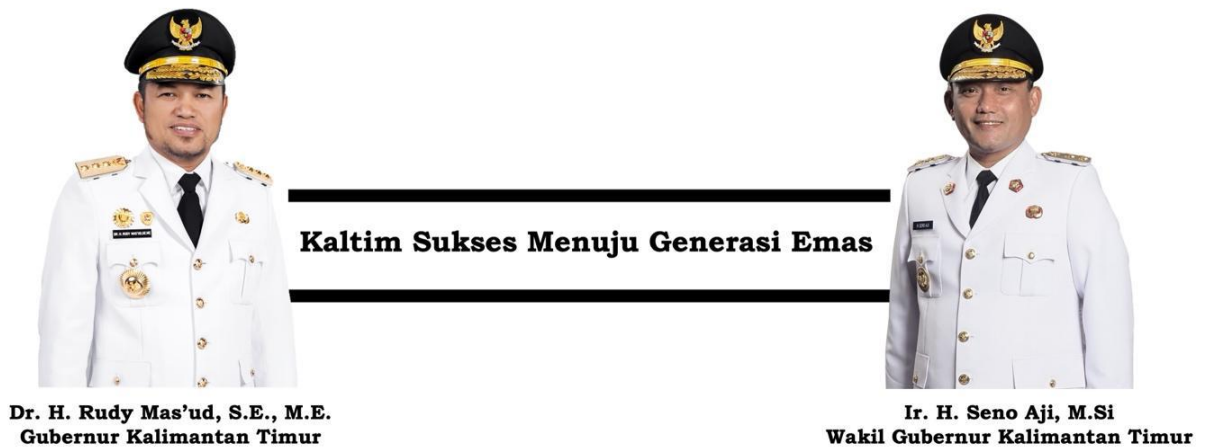 Kaltim Sukses Menuju Generasi Emas
Dr. H. Rudy Mas'ud, S.E., M.E.
Gubernur Kalimantan Timur
Ir. H. Seno Aji, M.Si
Wakil Gubernur Kalimantan Timur